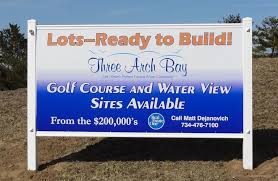 Lots—Ready to Build!
Three Arch Bay
Golf Course and Water View
Sites Available
From the $200,000's
Call Matt Dejanovich
734-476-7100